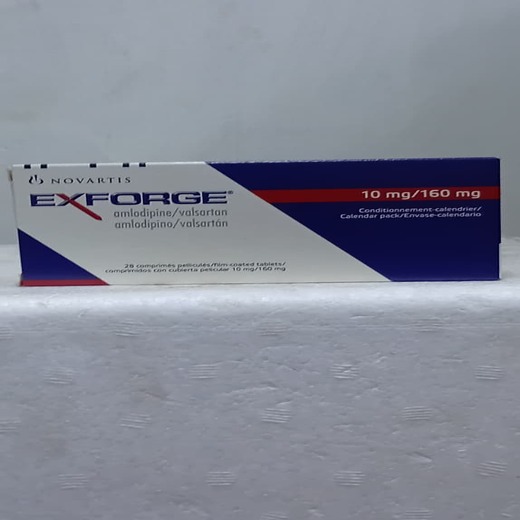 NOVARTIS
EXFORGE®
amlodipine/valsartan
amlodipino/valsartán
28 comprimés pelliculés/film-coated tablets/
comprimidos con cubierta pelicular 10 mg/160 mg
10 mg/160 mg
Conditionnement-calendrier/
Calendar pack/Envase-calendario